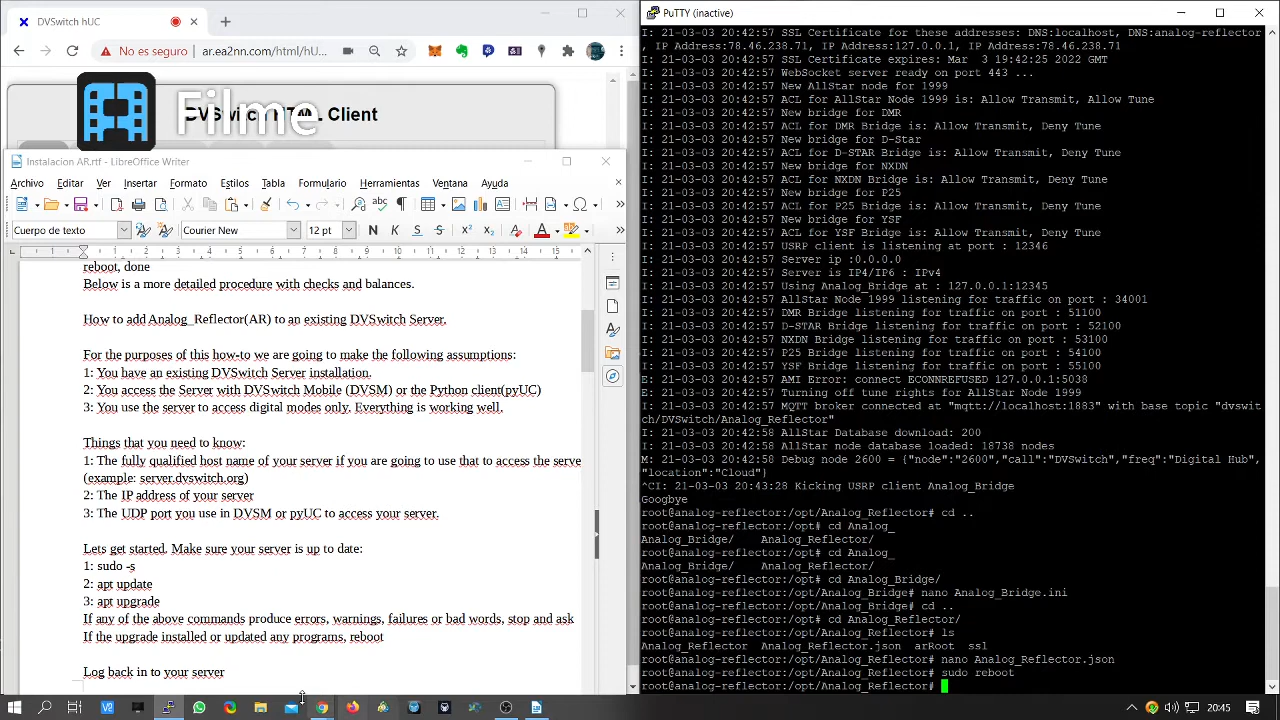 DVSwitch hUC
No es seguro
ar.ea2nn.com/html/h
Filme
Client
Instalacion AR.rtf - LibreOffice Writer
Archivo Editar Ver Insertar Estilos Tabla Formulario Herramientas Ventana Ayuda
Cuerpo de texto
Courier New
12 pt
N K S S
reboot, done
Below is a more detailed procedure with checks and balances.
How to add Analog_Reflector(AR) to an existing DVSwitch Server.
For the purposes of this how-to we are going to make the following assumptions:
1: You have an existing DVSwitch Server installation.
2: You access the server with DVSwitch Mobile (DVSM) or the Python client(pyUC)
3: You use the server to access digital modes only. Everything is working well.
Things that you need to know:
1: The fully qualified domain name of your server if you are going to use that to access the serve
(example: server.dvswitch.org)
2: The IP address of your server
3: The UDP port you use in DVSM or pyUC to access your server.
Lets get started. Make sure your server is up to date:
1: sudo -s
2: apt update
3: apt upgrade
If any of the above commands produce errors, warnings, failures or bad words, stop and ask
If the upgrade installed or updated any programs, reboot
Log back in to your server
PuTTY (inactive)
I: 21-03-03 20:42:57 SSL Certificate for these addresses: DNS:localhost, DNS:analog-reflector
, IP Address:78.46.238.71, IP Address:127.0.0.1, IP Address:78.46.238.71
I: 21-03-03 20:42:57 SSL Certificate expires: Mar  3 19:42:25 2022 GMT
I: 21-03-03 20:42:57 WebSocket server ready on port 443 ...
I: 21-03-03 20:42:57 New AllStar node for 1999
I: 21-03-03 20:42:57 ACL for AllStar Node 1999 is: Allow Transmit, Allow Tune
I: 21-03-03 20:42:57 New bridge for DMR
I: 21-03-03 20:42:57 ACL for DMR Bridge is: Allow Transmit, Deny Tune
I: 21-03-03 20:42:57 New bridge for D-Star
I: 21-03-03 20:42:57 ACL for D-STAR Bridge is: Allow Transmit, Deny Tune
I: 21-03-03 20:42:57 New bridge for NXDN
I: 21-03-03 20:42:57 ACL for NXDN Bridge is: Allow Transmit, Deny Tune
I: 21-03-03 20:42:57 New bridge for P25
I: 21-03-03 20:42:57 ACL for P25 Bridge is: Allow Transmit, Deny Tune
I: 21-03-03 20:42:57 New bridge for YSF
I: 21-03-03 20:42:57 ACL for YSF Bridge is: Allow Transmit, Deny Tune
I: 21-03-03 20:42:57 USRP client is listening at port : 12346
I: 21-03-03 20:42:57 Server ip :0.0.0.0
I: 21-03-03 20:42:57 Server is IP4/IP6 : IPv4
I: 21-03-03 20:42:57 Using Analog_Bridge at : 127.0.0.1:12345
I: 21-03-03 20:42:57 AllStar Node 1999 listening for traffic on port : 34001
I: 21-03-03 20:42:57 DMR Bridge listening for traffic on port : 51100
I: 21-03-03 20:42:57 D-STAR Bridge listening for traffic on port : 52100
I: 21-03-03 20:42:57 NXDN Bridge listening for traffic on port : 53100
I: 21-03-03 20:42:57 P25 Bridge listening for traffic on port : 54100
I: 21-03-03 20:42:57 YSF Bridge listening for traffic on port : 55100
E: 21-03-03 20:42:57 AMI Error: connect ECONNREFUSED 127.0.0.1:5038
E: 21-03-03 20:42:57 Turning off tune rights for AllStar Node 1999
I: 21-03-03 20:42:57 MQTT broker connected at "mqtt://localhost:1883" with base topic "dvswit
ch/DVSwitch/Analog_Reflector"
I: 21-03-03 20:42:58 AllStar Database download: 200
I: 21-03-03 20:42:58 AllStar node database loaded: 18738 nodes
M: 21-03-03 20:42:58 Debug node 2600 = {"node":"2600","call":"DVSwitch","freq":"Digital Hub",
"location":"Cloud"}
^CI: 21-03-03 20:43:28 Kicking USRP client Analog_Bridge
Googbye
root@analog-reflector:/opt/Analog_Reflector# cd ..
root@analog-reflector:/opt# cd Analog_
Analog_Bridge/    Analog_Reflector/
root@analog-reflector:/opt# cd Analog_
Analog_Bridge/    Analog_Reflector/
root@analog-reflector:/opt# cd Analog_Bridge/
root@analog-reflector:/opt/Analog_Bridge# nano Analog_Bridge.ini
root@analog-reflector:/opt/Analog_Bridge# cd ..
root@analog-reflector:/opt# cd Analog_Reflector/
root@analog-reflector:/opt/Analog_Reflector# ls
Analog_Reflector  Analog_Reflector.json  arRoot  ssl
root@analog-reflector:/opt/Analog_Reflector# nano Analog_Reflector.json
root@analog-reflector:/opt/Analog_Reflector# sudo reboot
root@analog-reflector:/opt/Analog_Reflector#
20:45